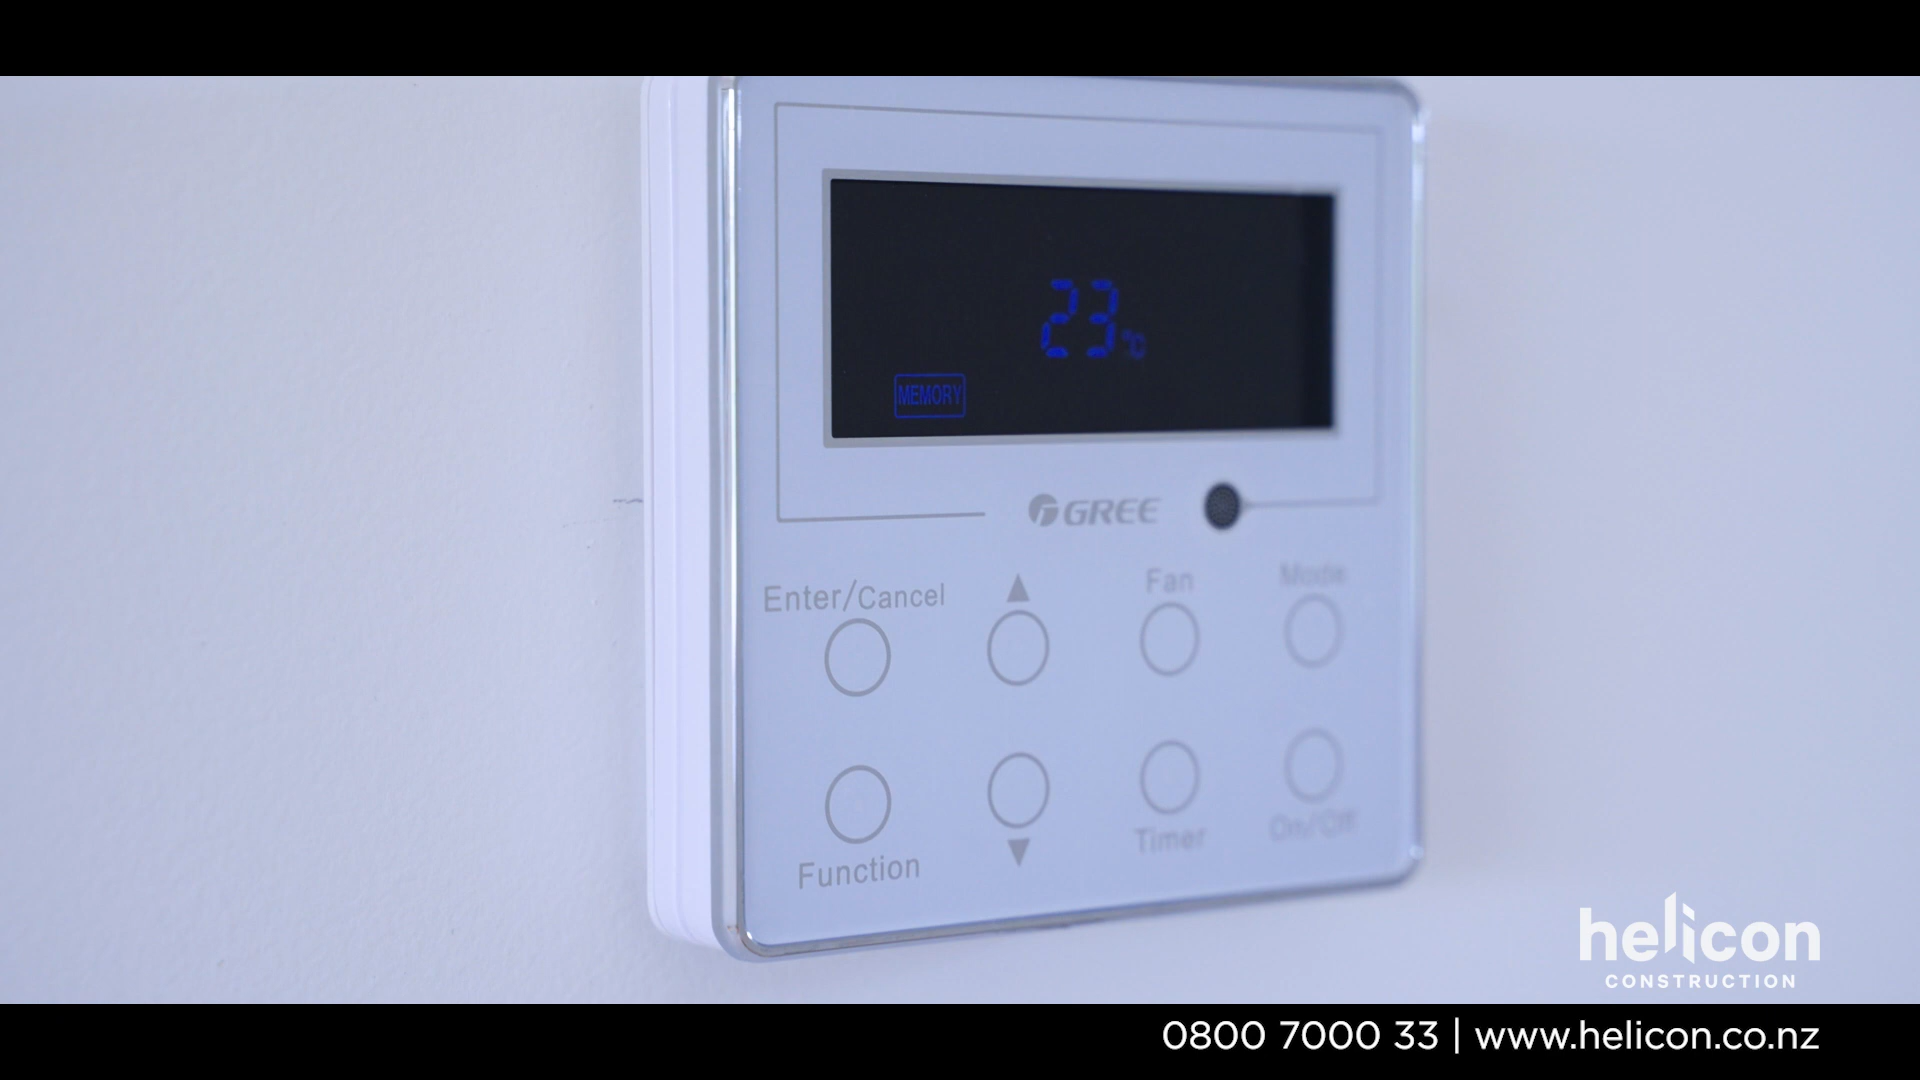 23°C
MEMORY
GREE
Enter/Cancel
Fan
Mode
Function
Timer
On/Off
helicon
CONSTRUCTION
0800 7000 33 | www.helicon.co.nz